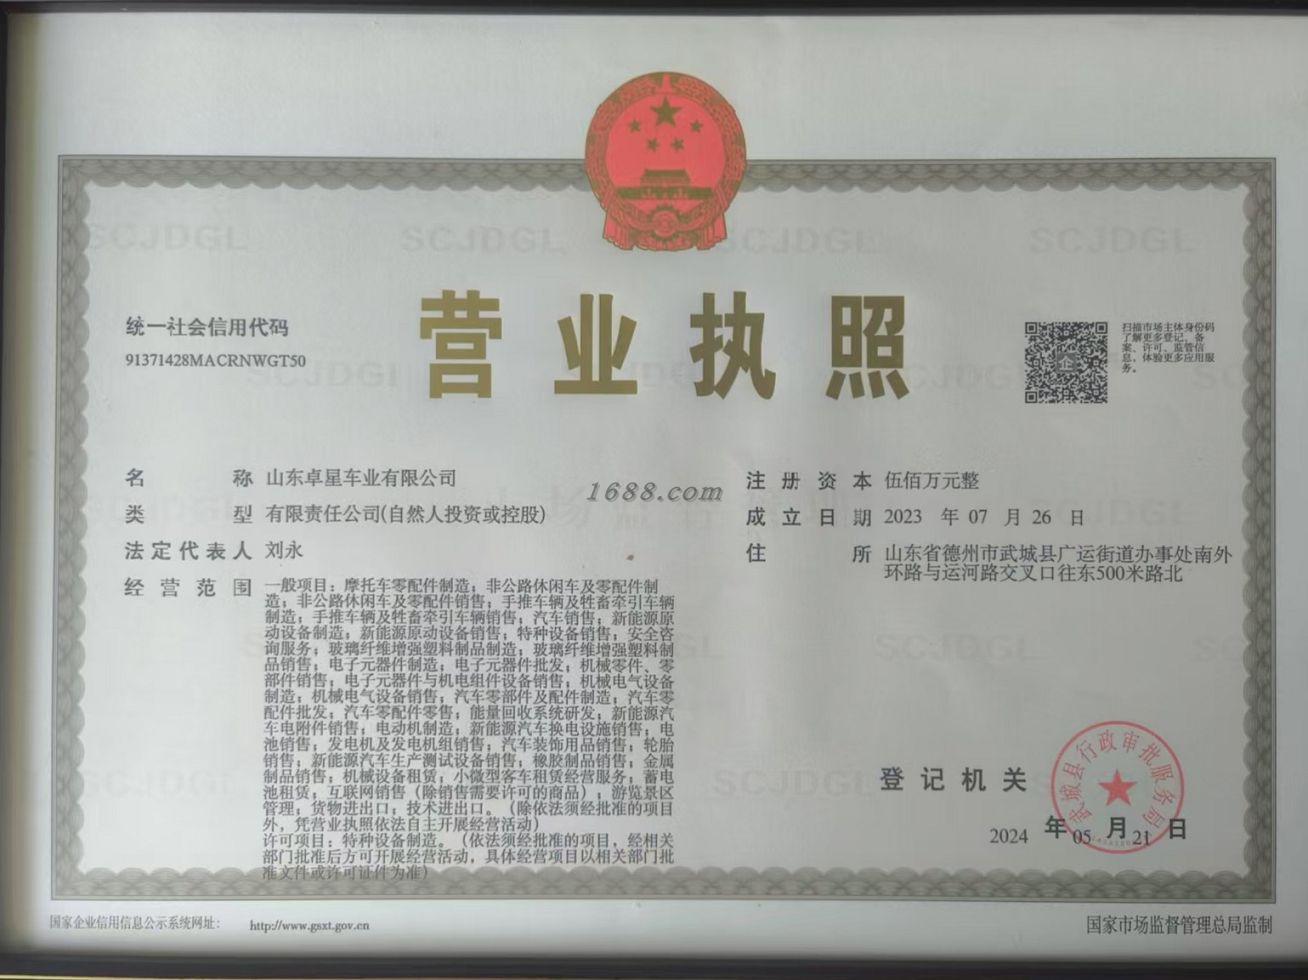 营业执照
统一社会信用代码
91371428MACRNWGT50
扫描市场主体身份码
了解更多登记、备
案、许可、监管信
息，体验更多应用服
务。
名称 山东卓星车业有限公司
类型 有限责任公司(自然人投资或控股)
法定代表人 刘永
经营范围 一般项目：摩托车零配件制造；非公路休闲车及零配件制
造；非公路休闲车及零配件销售；手推车辆及牲畜牵引车辆
制造；手推车辆及牲畜牵引车辆销售；汽车销售；新能源原
动设备制造；新能源原动设备销售；特种设备销售；安全咨
询服务；玻璃纤维增强塑料制品制造；玻璃纤维增强塑料制
品销售；电子元器件制造；电子元器件批发；机械零件、零
部件销售；电子元器件与机电组件设备销售；机械电气设备
制造；机械电气设备销售；汽车零部件及配件制造；汽车零
配件批发；汽车零配件零售；能量回收系统研发；新能源汽
车电附件销售；电动机制造；新能源汽车换电设施销售；电
池销售；发电机及发电机组销售；汽车装饰用品销售；轮胎
销售；新能源汽车生产测试设备销售；橡胶制品销售；金属
制品销售；机械设备租赁；小微型客车租赁经营服务；蓄电
池租赁；互联网销售（除销售需要许可的商品）；游览景区
管理；货物进出口；技术进出口。（除依法须经批准的项目
外，凭营业执照依法自主开展经营活动）
许可项目：特种设备制造。（依法须经批准的项目，经相关
部门批准后方可开展经营活动，具体经营项目以相关部门批
准文件或许可证件为准）
1688.com
注册资本 伍佰万元整
成立日期 2023 年 07 月 26 日
住所 山东省德州市武城县广运街道办事处南外
环路与运河路交叉口往东500米路北
登记机关
武城县行政审批服务局
2024 年 05 月 21 日
国家企业信用信息公示系统网址： http://www.gsxt.gov.cn
国家市场监督管理总局监制
SCJDGL